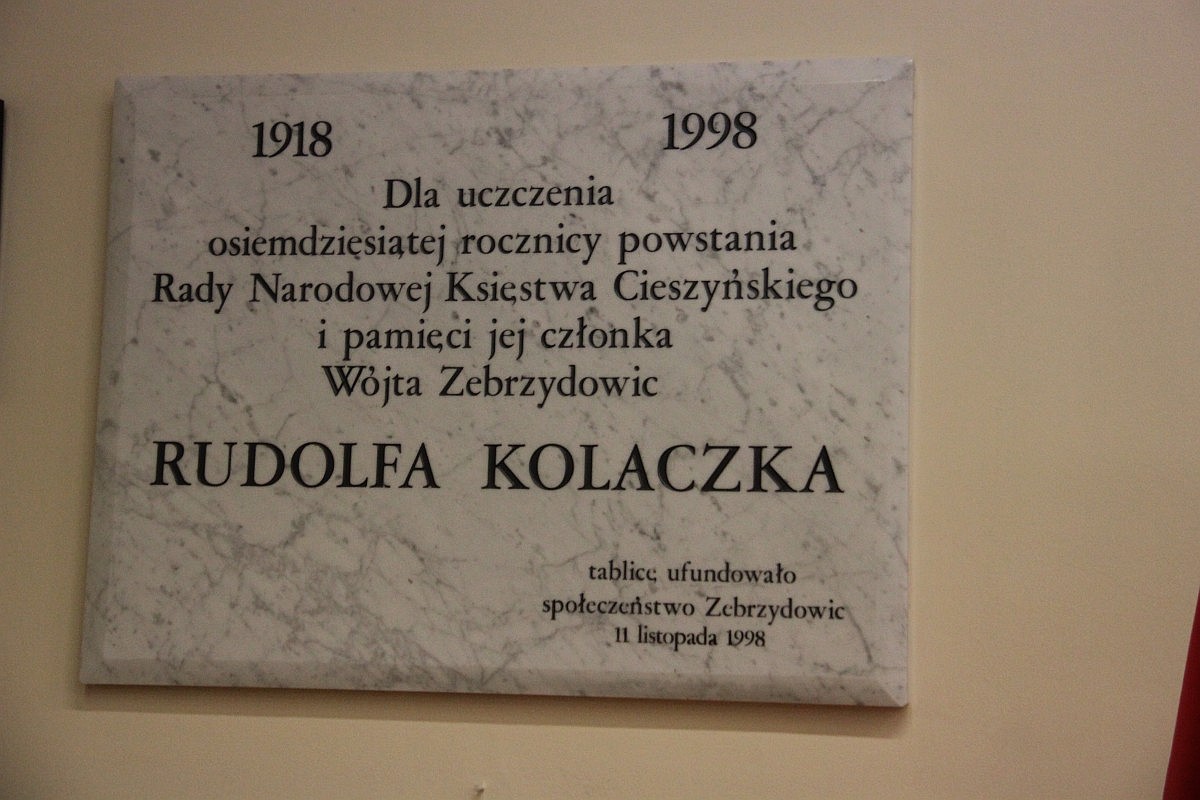 1918 1998
Dla uczczenia
osiemdzięsiątej rocznicy powstania
Rady Narodowej Księstwa Cieszyńskiego
i pamięci jej członka
Wójta Zebrzydowic
RUDOLFA KOLACZKA
tablicę ufundowało
społeczeństwo Zebrzydowic
11 listopada 1998